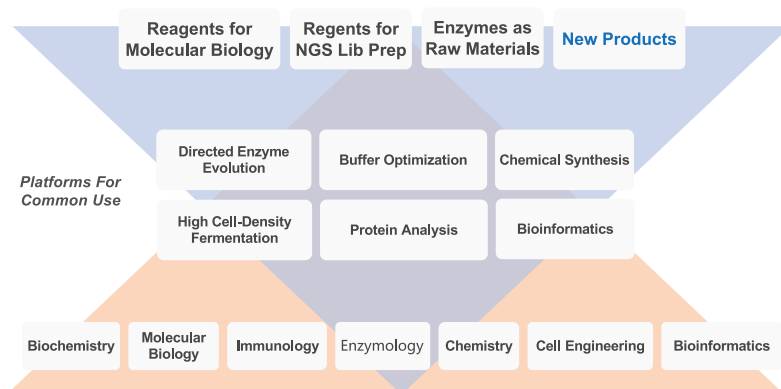 Reagents for
Molecular Biology
Regents for
NGS Lib Prep
Enzymes as
Raw Materials
New Products
Platforms For
Common Use
Directed Enzyme
Evolution
Buffer Optimization
Chemical Synthesis
High Cell-Density
Fermentation
Protein Analysis
Bioinformatics
Biochemistry
Molecular
Biology
Immunology
Enzymology
Chemistry
Cell Engineering
Bioinformatics